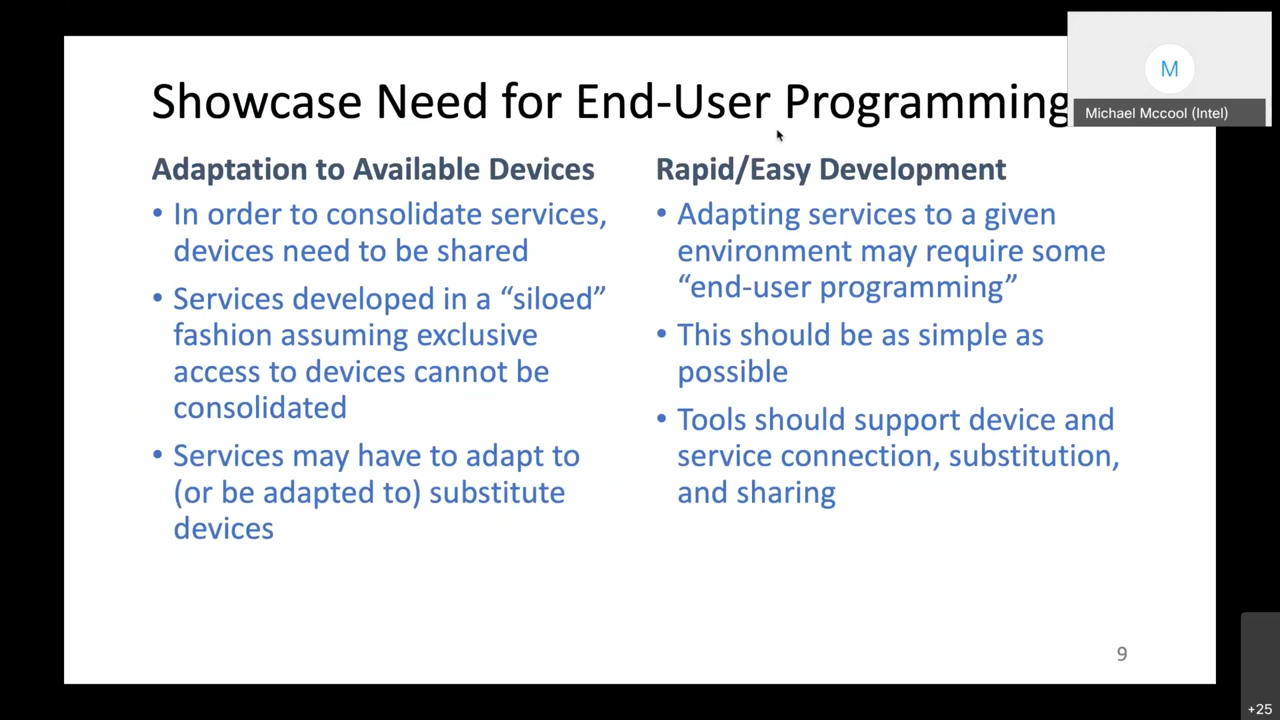 Showcase Need for End-User Programming
M
Michael Mccool (Intel)
Adaptation to Available Devices
• In order to consolidate services,
devices need to be shared
• Services developed in a “siloed”
fashion assuming exclusive
access to devices cannot be
consolidated
• Services may have to adapt to
(or be adapted to) substitute
devices
Rapid/Easy Development
• Adapting services to a given
environment may require some
“end-user programming”
• This should be as simple as
possible
• Tools should support device and
service connection, substitution,
and sharing
9
+25